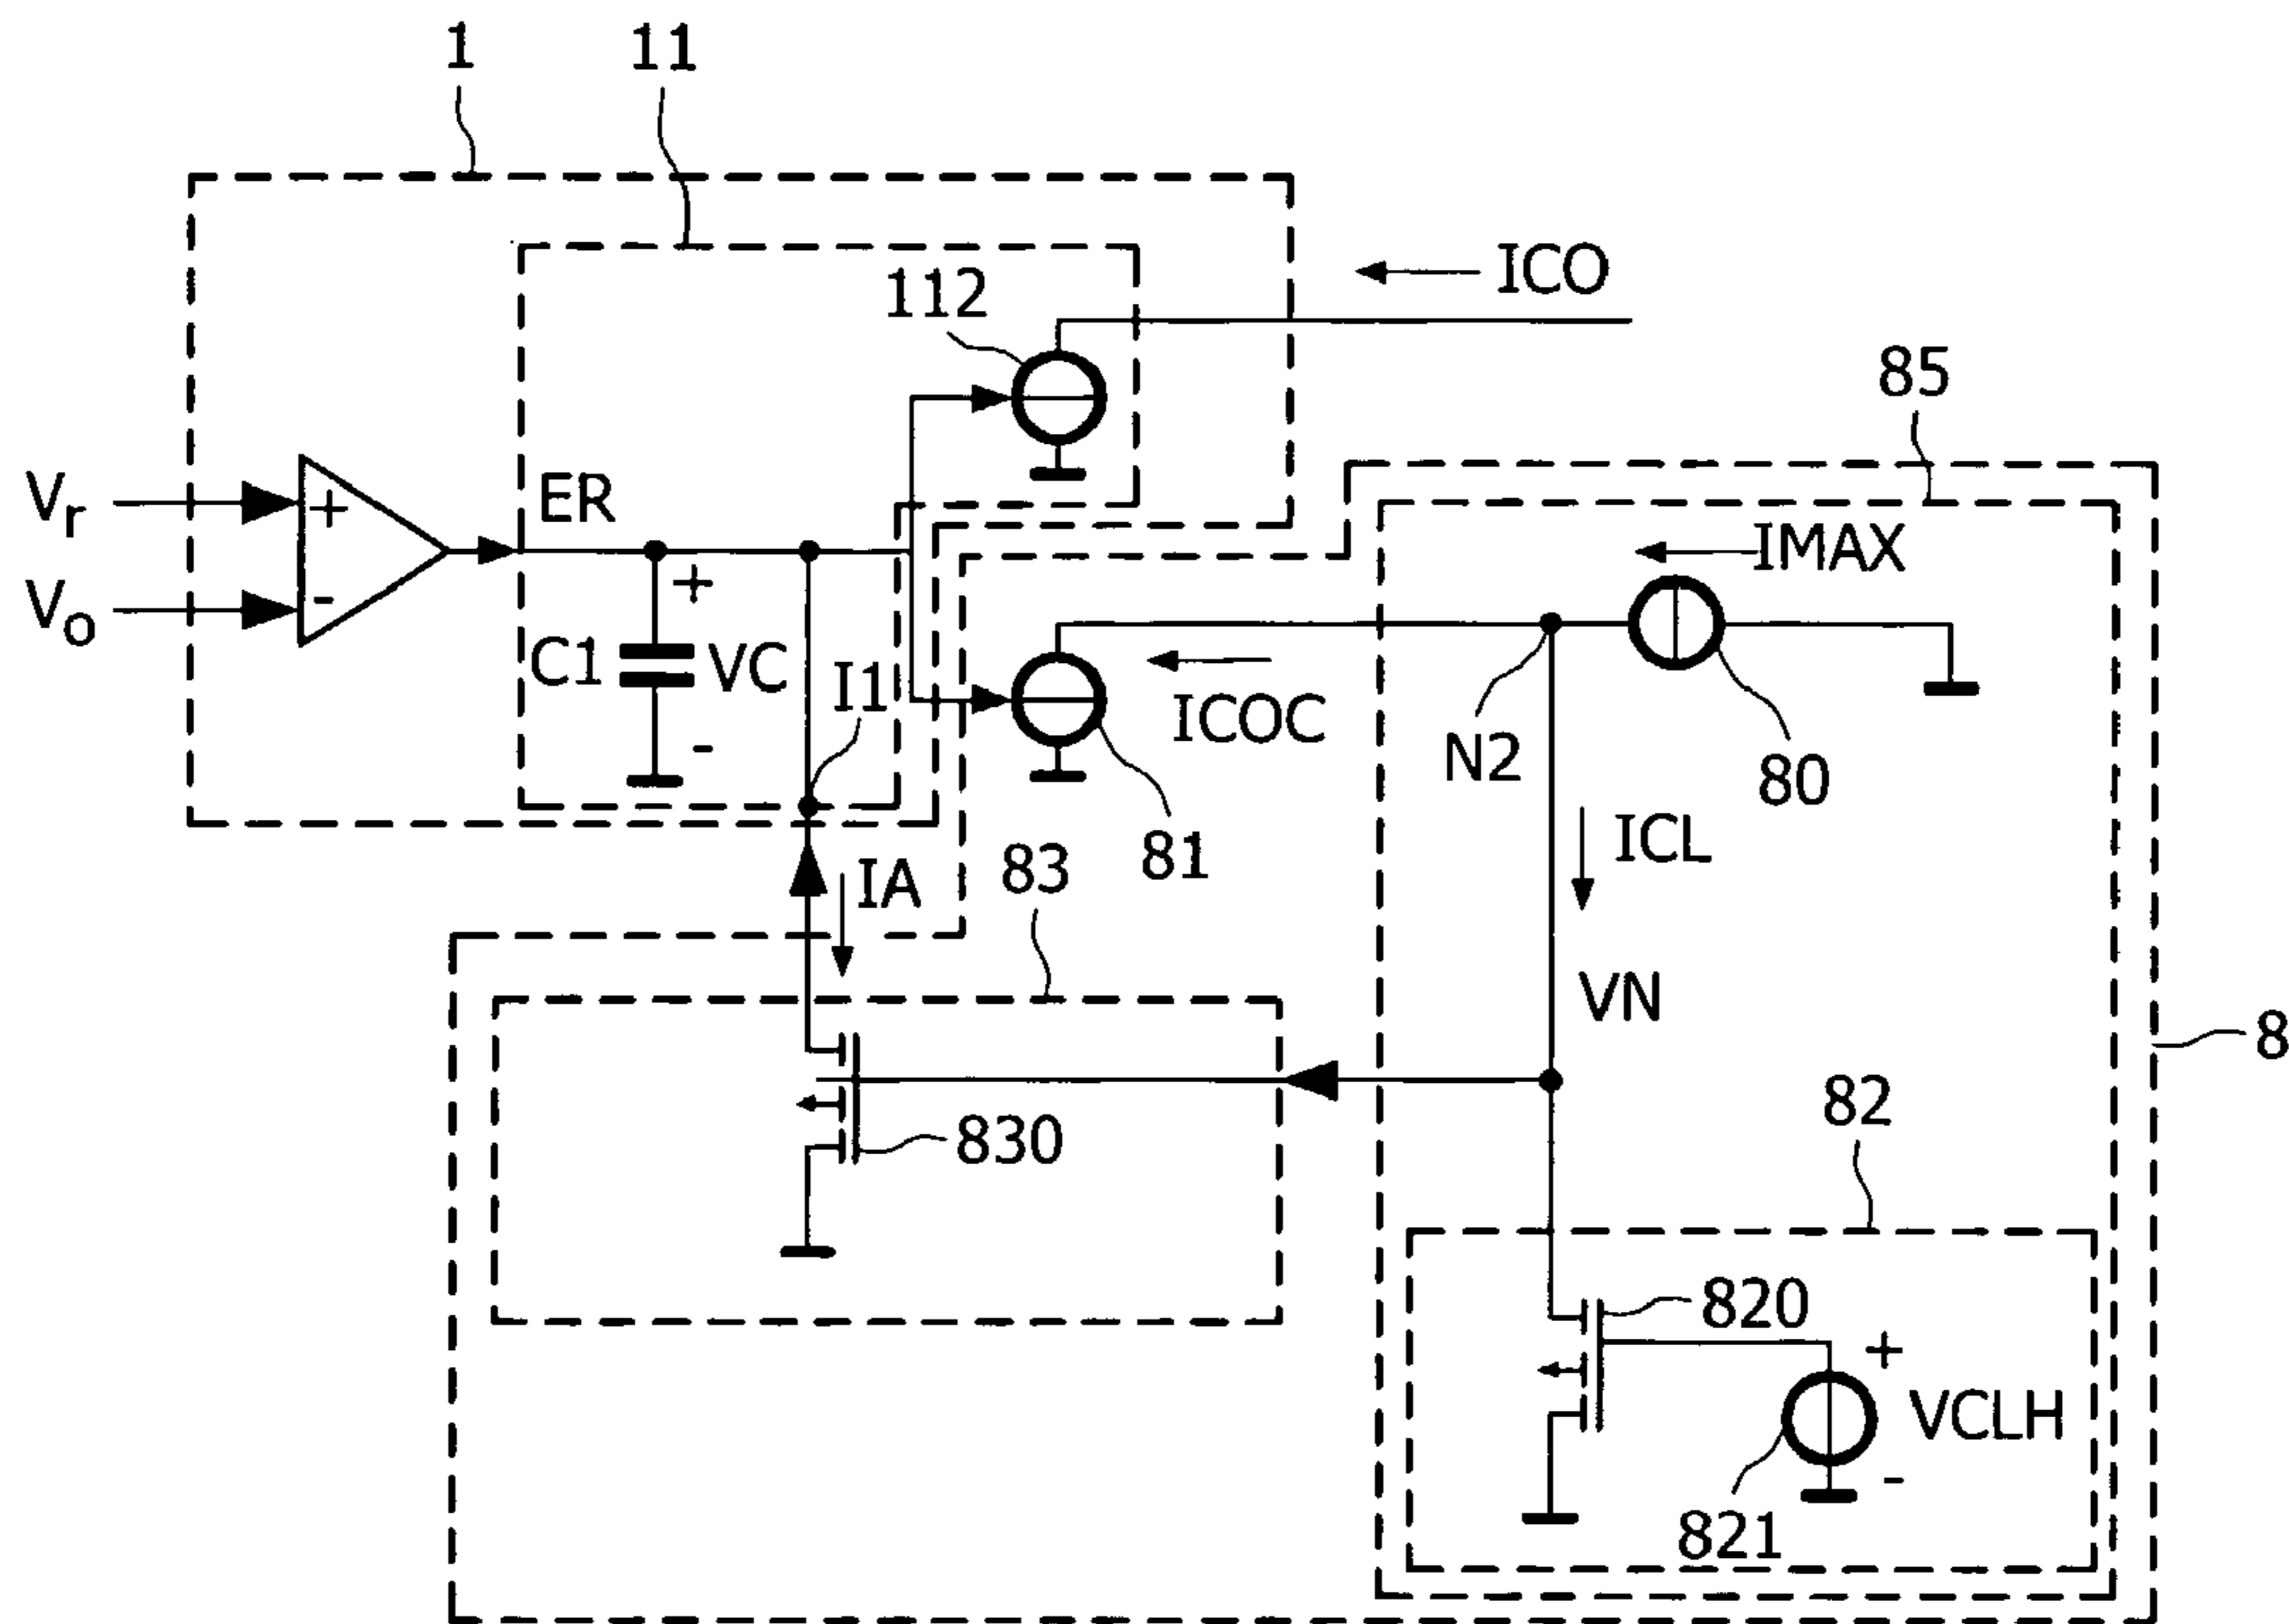 1
11
ICO
112
85
Vr
+
ER
IMAX
Vo
-
+
C1
VC
I1
ICOC
N2
80
-
81
ICL
IA
83
VN
8
82
830
820
+
VCLH
821
-